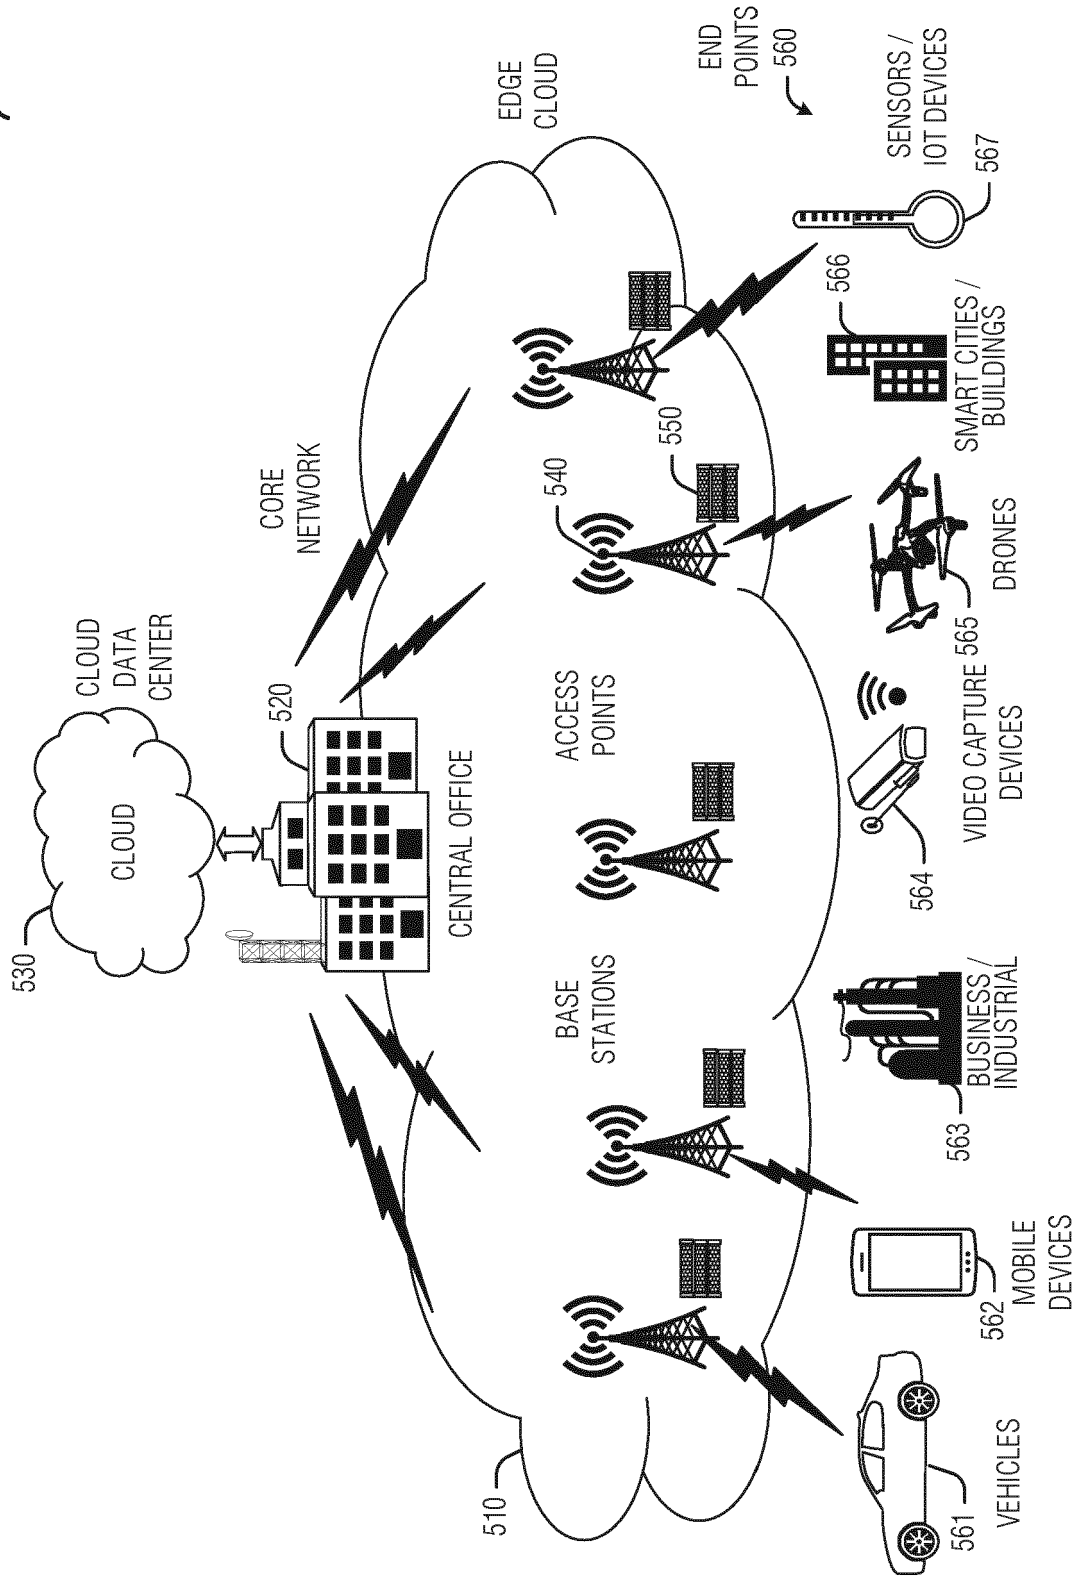 530
CLOUD
CLOUD
DATA
CENTER
520
CORE
NETWORK
CENTRAL OFFICE
EDGE
CLOUD
510
BASE
STATIONS
ACCESS
POINTS
540
550
END
POINTS
560
561
VEHICLES
562
MOBILE
DEVICES
563
BUSINESS /
INDUSTRIAL
564
VIDEO CAPTURE
DEVICES
565
DRONES
566
SMART CITIES /
BUILDINGS
SENSORS /
IOT DEVICES
567